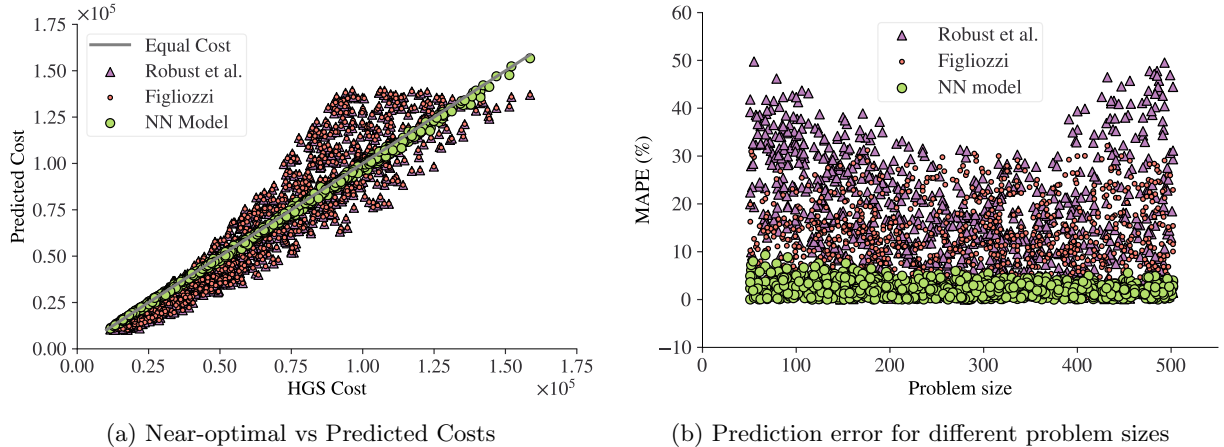 ×10⁵
1.75
1.50
1.25
1.00
0.75
0.50
0.25
0.00
Predicted Cost
Equal Cost
Robust et al.
Figliozzi
NN Model
0.00
0.25
0.50
0.75
1.00
1.25
1.50
1.75
HGS Cost
×10⁵
(a) Near-optimal vs Predicted Costs
60
50
40
30
20
10
0
−10
MAPE (%)
Robust et al.
Figliozzi
NN model
0
100
200
300
400
500
Problem size
(b) Prediction error for different problem sizes